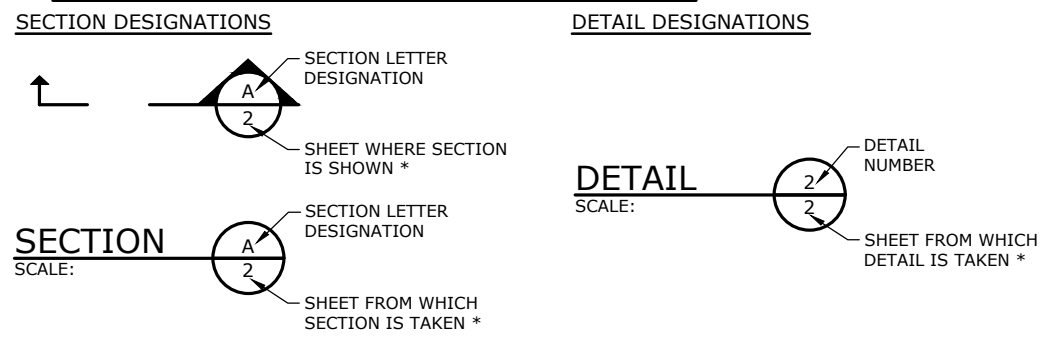 SECTION DESIGNATIONS
SECTION LETTER
DESIGNATION
A
2
SHEET WHERE SECTION
IS SHOWN *
SECTION
SCALE:
SECTION LETTER
DESIGNATION
A
2
SHEET FROM WHICH
SECTION IS TAKEN *
DETAIL DESIGNATIONS
DETAIL
SCALE:
DETAIL
NUMBER
2
2
SHEET FROM WHICH
DETAIL IS TAKEN *